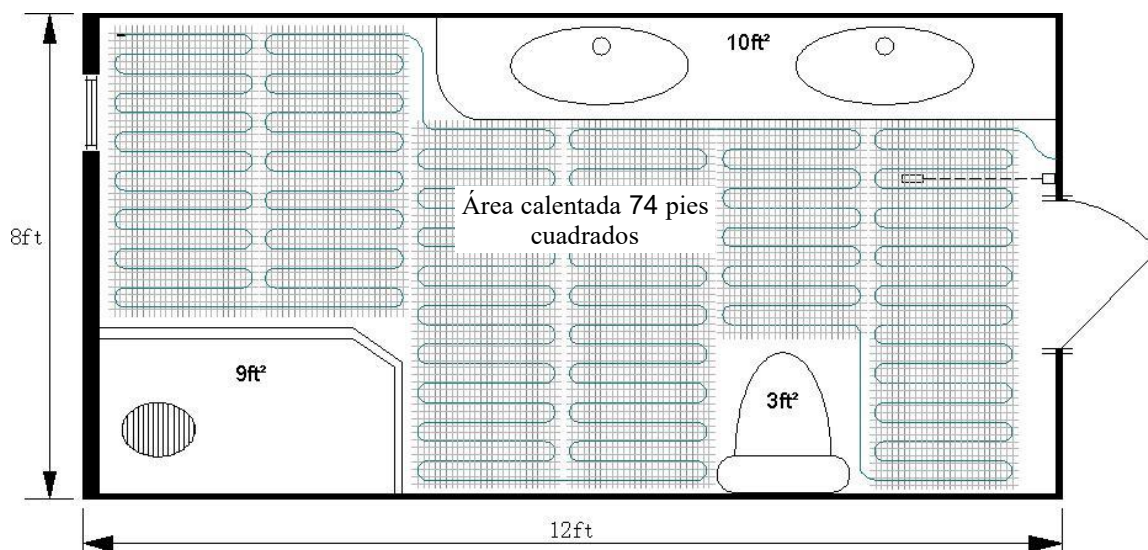 10ft²
8ft
Área calentada 74 pies
cuadrados
9ft²
3ft²
12ft